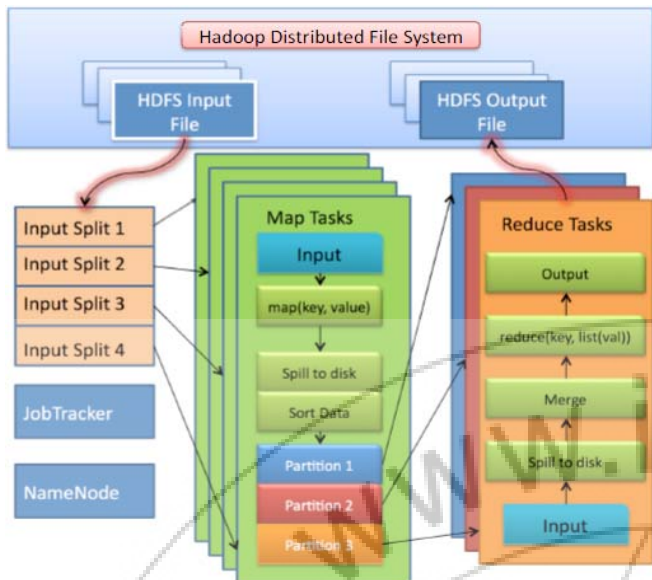 Hadoop Distributed File System
HDFS Input
File
HDFS Output
File
Input Split 1
Input Split 2
Input Split 3
Input Split 4
JobTracker
NameNode
Map Tasks
Input
map(key, value)
Spill to disk
Sort Data
Partition 1
Partition 2
Partition 3
Reduce Tasks
Output
reduce(key, list(val))
Merge
Spill to disk
Input
www.i